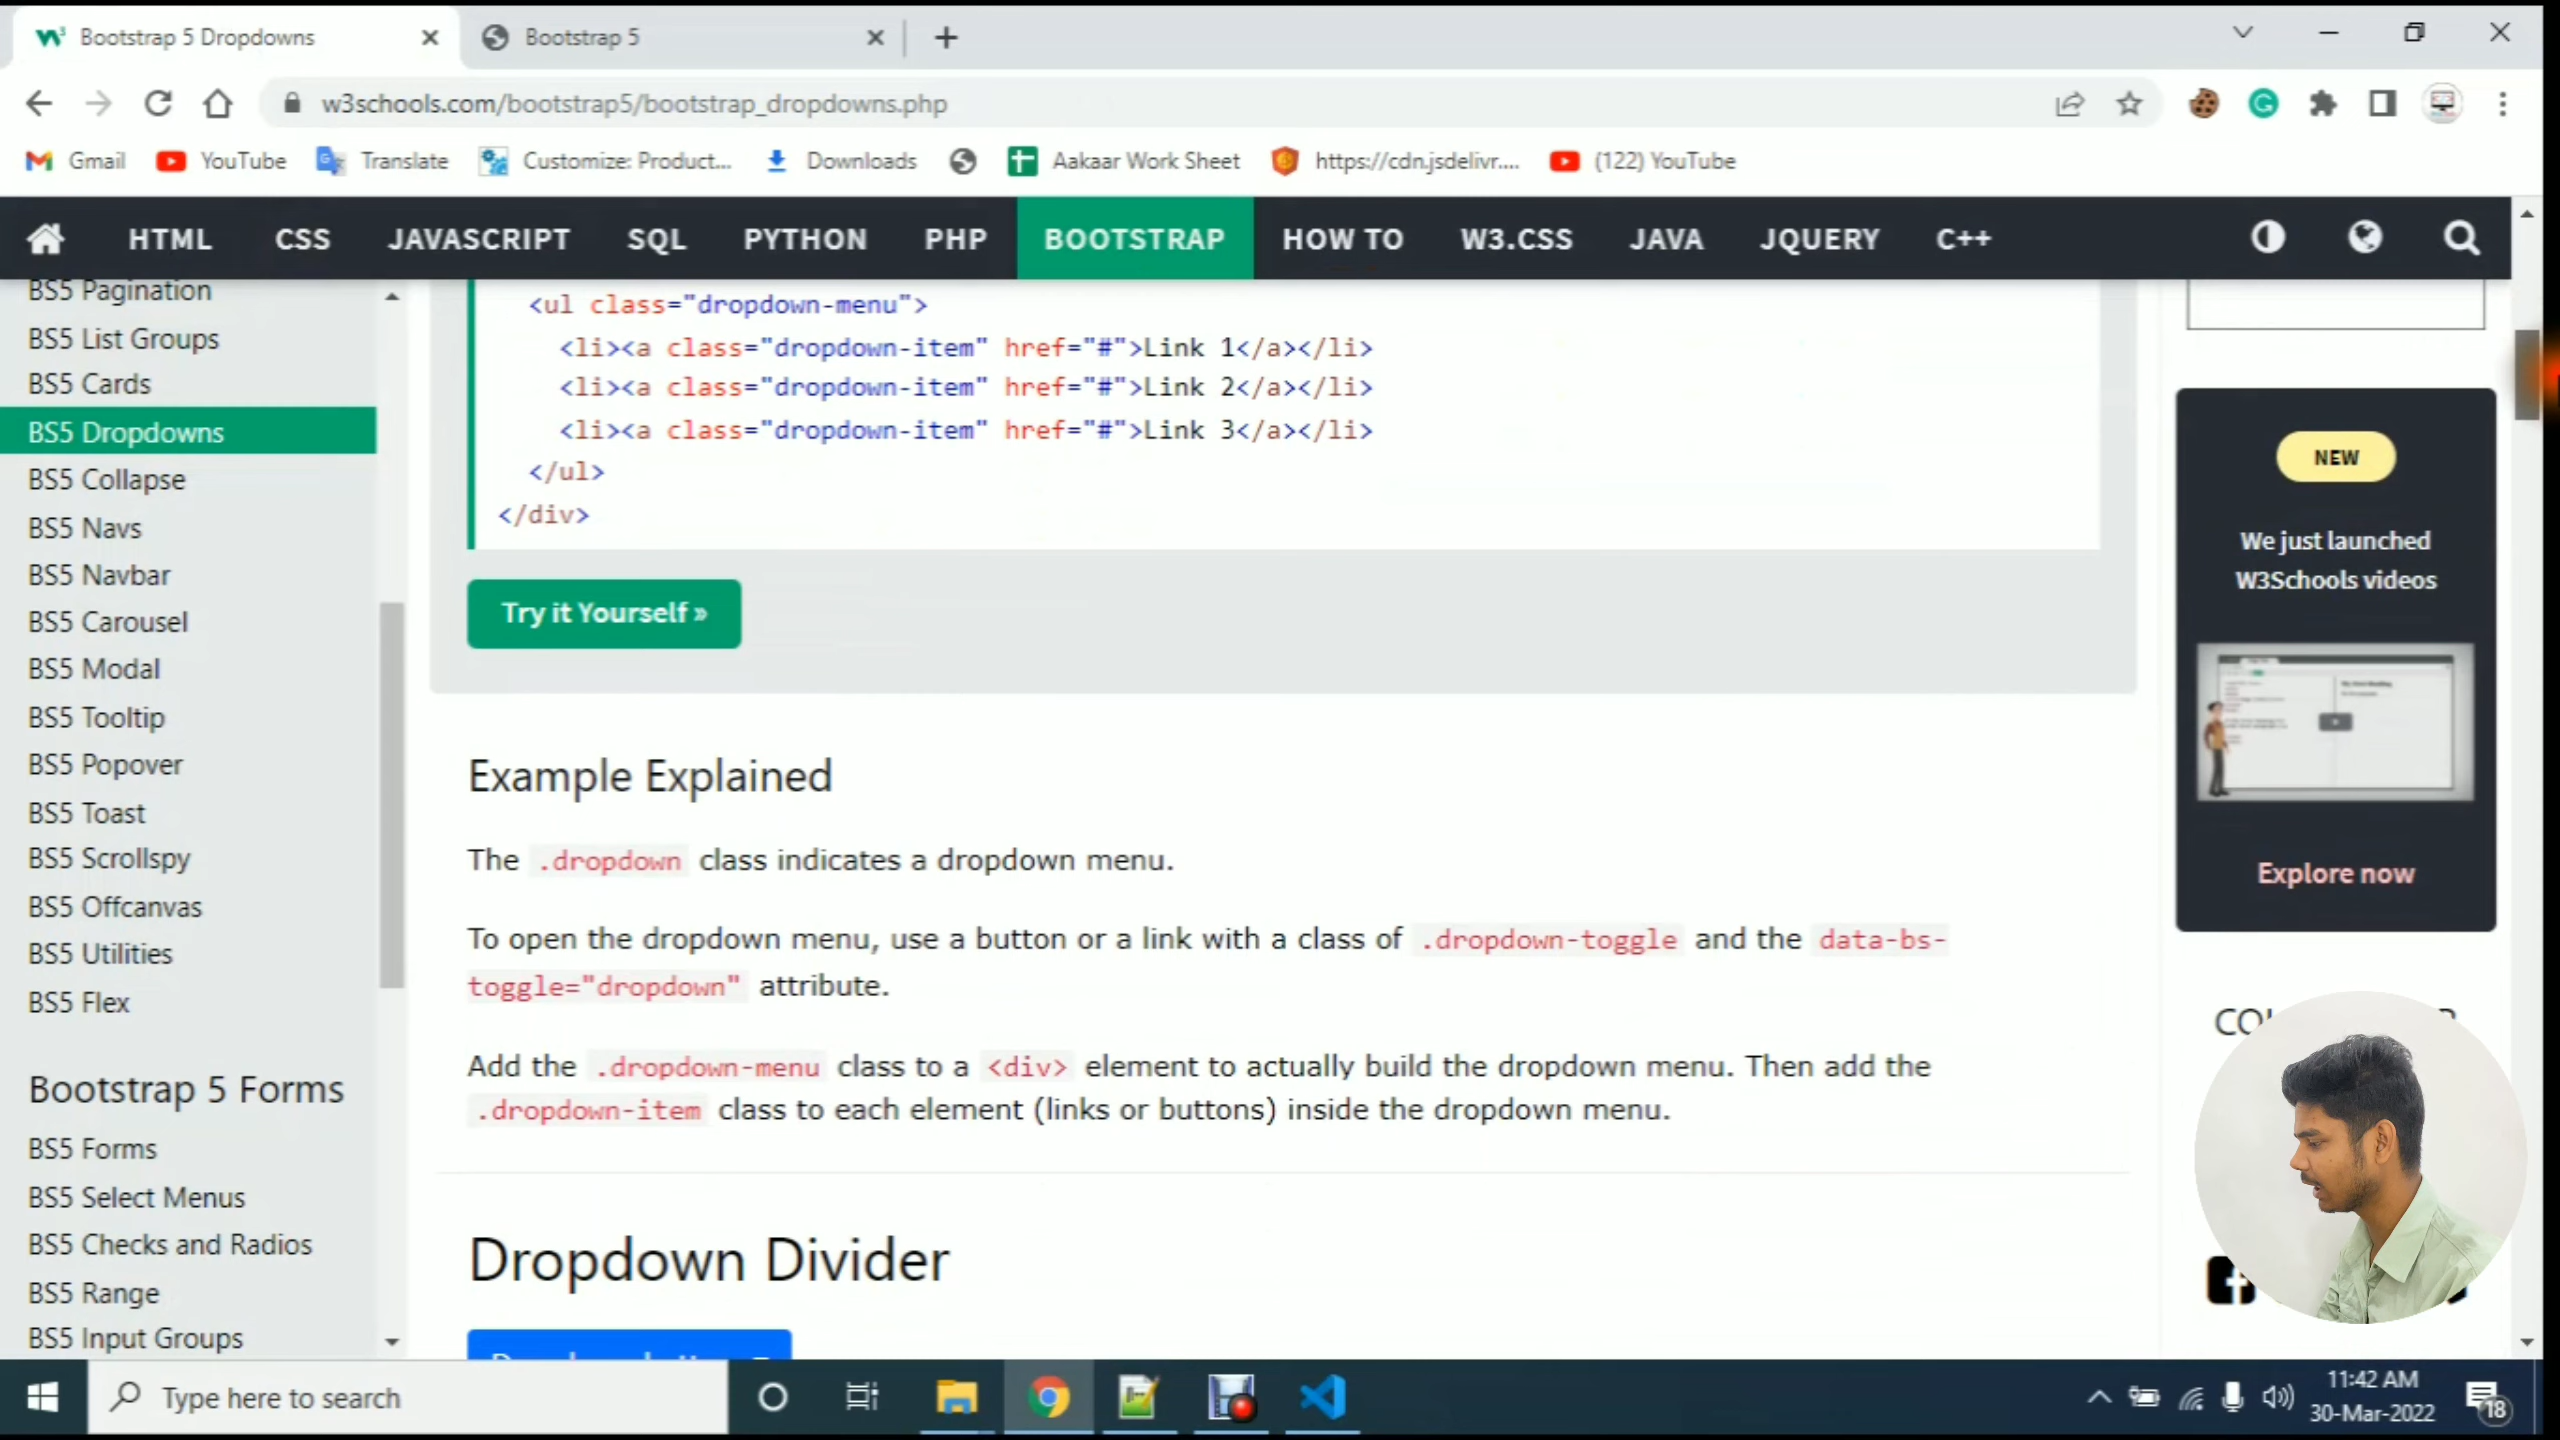 Bootstrap 5 Dropdowns
Bootstrap 5
w3schools.com/bootstrap5/bootstrap_dropdowns.php
Gmail YouTube Translate Customize: Product... Downloads Aakaar Work Sheet https://cdn.jsdelivr.... (122) YouTube
HTML CSS JAVASCRIPT SQL PYTHON PHP BOOTSTRAP HOW TO W3.CSS JAVA JQUERY C++
BS5 Pagination
BS5 List Groups
BS5 Cards
BS5 Dropdowns
BS5 Collapse
BS5 Navs
BS5 Navbar
BS5 Carousel
BS5 Modal
BS5 Tooltip
BS5 Popover
BS5 Toast
BS5 Scrollspy
BS5 Offcanvas
BS5 Utilities
BS5 Flex
Bootstrap 5 Forms
BS5 Forms
BS5 Select Menus
BS5 Checks and Radios
BS5 Range
BS5 Input Groups
<ul class="dropdown-menu">
<li><a class="dropdown-item" href="#">Link 1</a></li>
<li><a class="dropdown-item" href="#">Link 2</a></li>
<li><a class="dropdown-item" href="#">Link 3</a></li>
</ul>
</div>
Try it Yourself »
Example Explained
The .dropdown class indicates a dropdown menu.
To open the dropdown menu, use a button or a link with a class of .dropdown-toggle and the data-bs-
toggle="dropdown" attribute.
Add the .dropdown-menu class to a <div> element to actually build the dropdown menu. Then add the
.dropdown-item class to each element (links or buttons) inside the dropdown menu.
Dropdown Divider
NEW
We just launched
W3Schools videos
Explore now
Type here to search
11:42 AM
30-Mar-2022
18